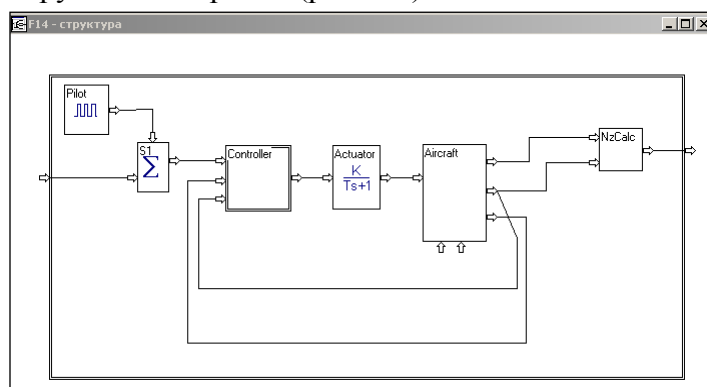 F14 - структура
Pilot
S1
Σ
Controller
Actuator
K
Ts+1
Aircraft
NzCalc